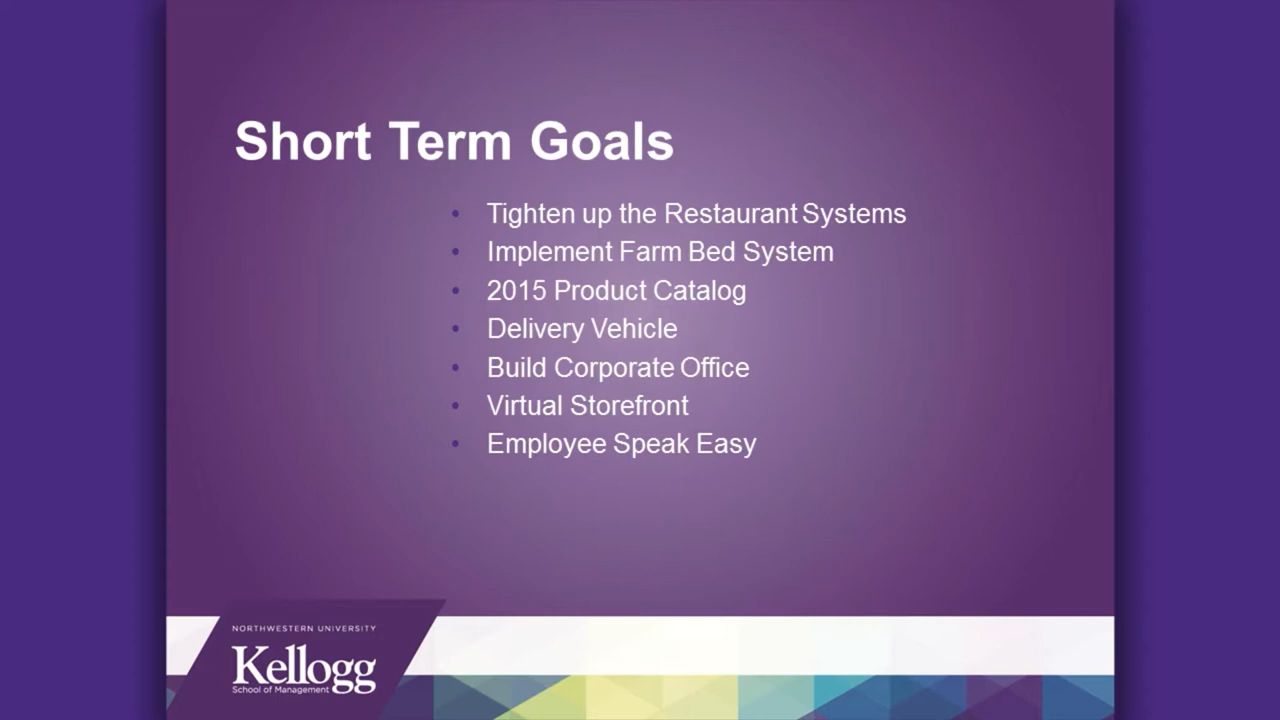 Short Term Goals
• Tighten up the Restaurant Systems
• Implement Farm Bed System
• 2015 Product Catalog
• Delivery Vehicle
• Build Corporate Office
• Virtual Storefront
• Employee Speak Easy
NORTHWESTERN UNIVERSITY
Kellogg
School of Management